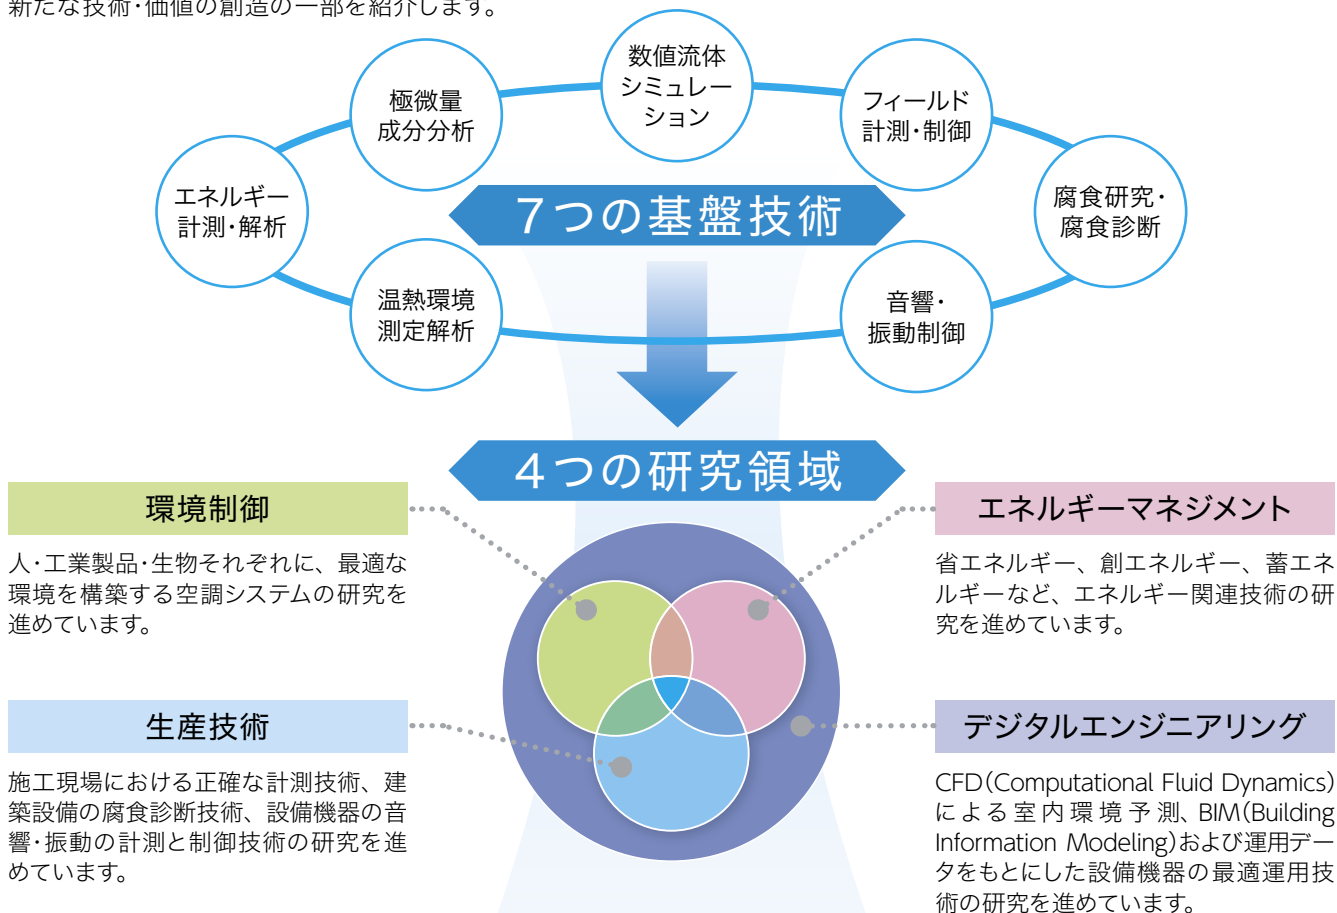 新たな技術・価値の創造の一部を紹介します。
数値流体
シミュレー
ション
極微量
成分分析
フィールド
計測・制御
エネルギー
計測・解析
腐食研究・
腐食診断
7つの基盤技術
温熱環境
測定解析
音響・
振動制御
4つの研究領域
環境制御
人・工業製品・生物それぞれに、最適な
環境を構築する空調システムの研究を
進めています。
エネルギーマネジメント
省エネルギー、創エネルギー、蓄エネ
ルギーなど、エネルギー関連技術の研
究を進めています。
生産技術
施工現場における正確な計測技術、建
築設備の腐食診断技術、設備機器の音
響・振動の計測と制御技術の研究を進
めています。
デジタルエンジニアリング
CFD(Computational Fluid Dynamics)
による室内環境予測、BIM(Building
Information Modeling)および運用デー
タをもとにした設備機器の最適運用技
術の研究を進めています。